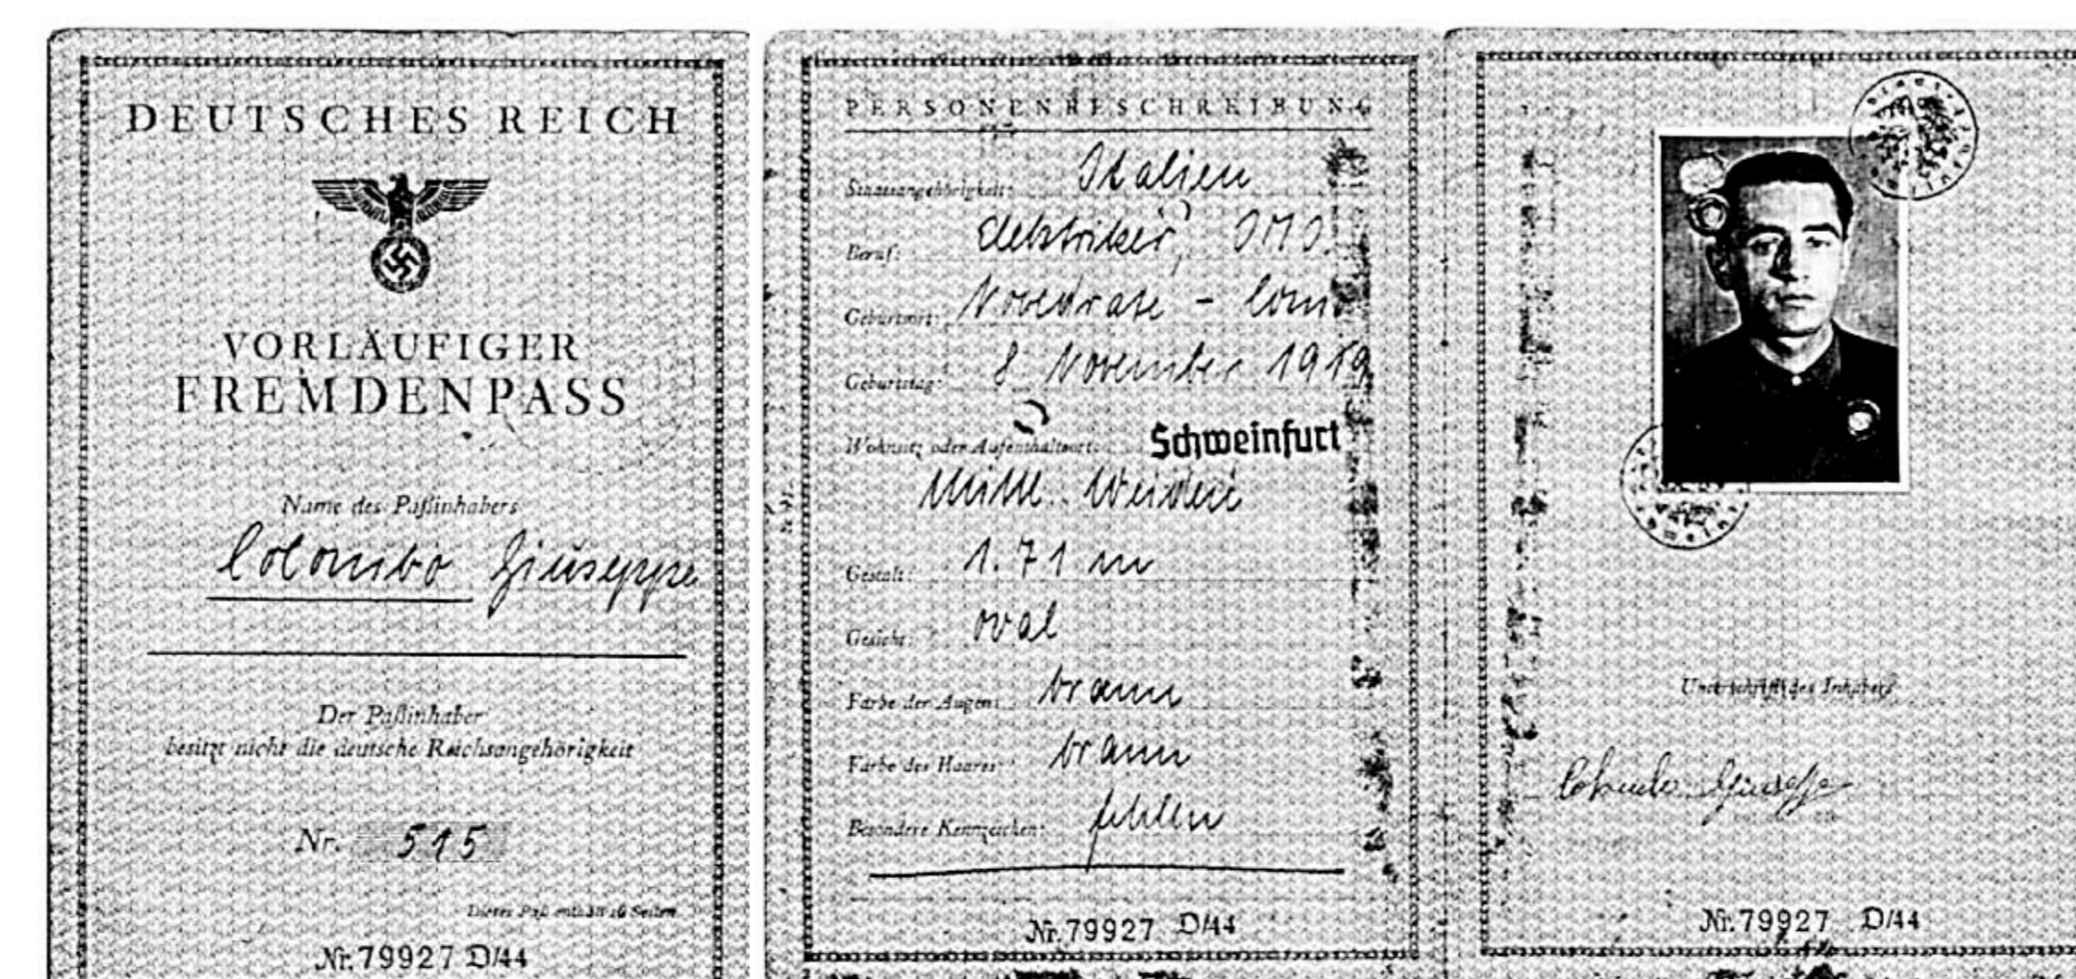 DEUTSCHES REICH
VORLÄUFIGER
FREMDENPASS
Name des Paßinhabers
Colombo Giuseppe
Der Paßinhaber
besitzt nicht die deutsche Reichsangehörigkeit
Nr. 515
Dieser Paß enthält 16 Seiten
Nr. 79927 D/44
PERSONENBESCHREIBUNG
Staatsangehörigkeit: Italien
Beruf: Elektriker,
Geburtsort: Novedrate - Como
Geburtstag: 8. November 1919
Wohnsitz oder Aufenthaltsort: Schweinfurt
Gestalt: 1.71 m
Gesicht: oval
Farbe der Augen: braun
Farbe des Haares: braun
Besondere Kennzeichen: fehlen
Nr. 79927 D/44
Unterschrift des Inhabers
Colombo Giuseppe
Nr. 79927 D/44